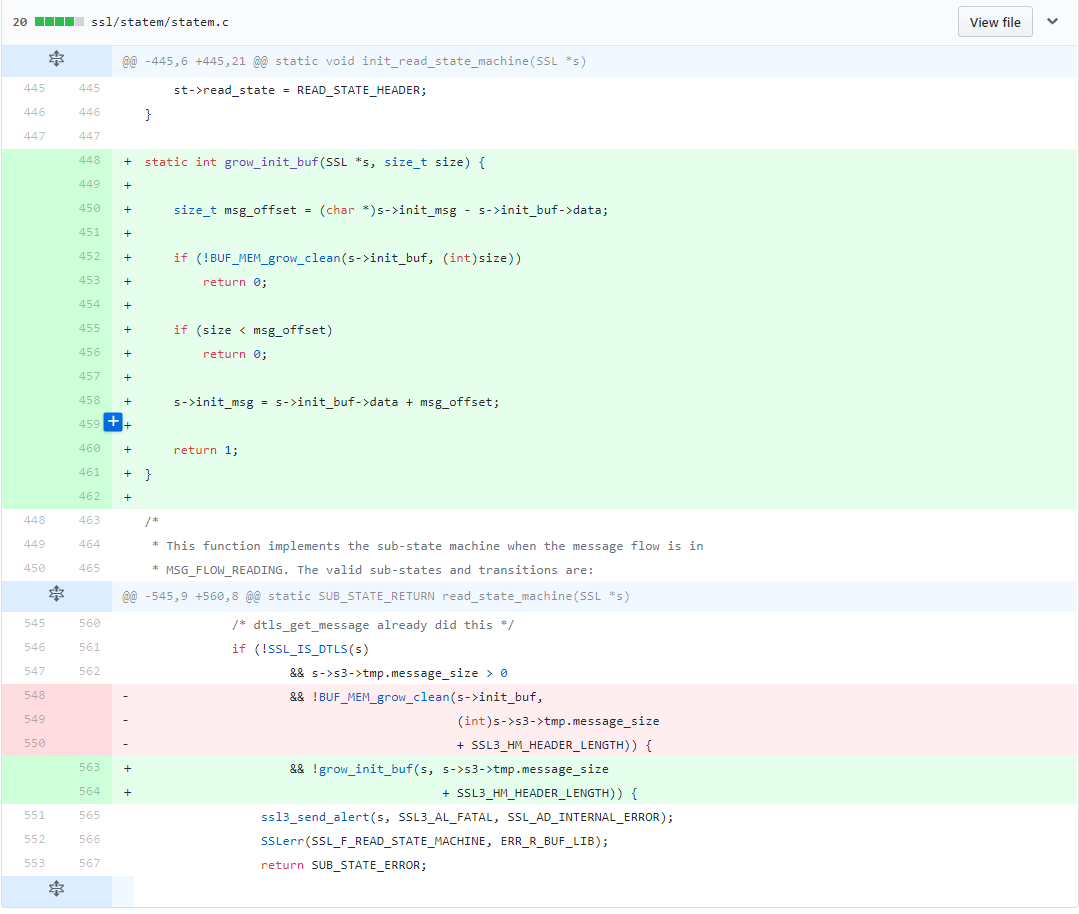 20 ssl/statem/statem.c View file
@@ -445,6 +445,21 @@ static void init_read_state_machine(SSL *s)
445 445 st->read_state = READ_STATE_HEADER;
446 446 }
447 447
448 + static int grow_init_buf(SSL *s, size_t size) {
449 +
450 + size_t msg_offset = (char *)s->init_msg - s->init_buf->data;
451 +
452 + if (!BUF_MEM_grow_clean(s->init_buf, (int)size))
453 + return 0;
454 +
455 + if (size < msg_offset)
456 + return 0;
457 +
458 + s->init_msg = s->init_buf->data + msg_offset;
459 + +
460 + return 1;
461 + }
462 +
448 463 /*
449 464 * This function implements the sub-state machine when the message flow is in
450 465 * MSG_FLOW_READING. The valid sub-states and transitions are:
@@ -545,9 +560,8 @@ static SUB_STATE_RETURN read_state_machine(SSL *s)
545 560 /* dtls_get_message already did this */
546 561 if (!SSL_IS_DTLS(s)
547 562 && s->s3->tmp.message_size > 0
548 - && !BUF_MEM_grow_clean(s->init_buf,
549 - (int)s->s3->tmp.message_size
550 - + SSL3_HM_HEADER_LENGTH)) {
563 + && !grow_init_buf(s, s->s3->tmp.message_size
564 + + SSL3_HM_HEADER_LENGTH)) {
551 565 ssl3_send_alert(s, SSL3_AL_FATAL, SSL_AD_INTERNAL_ERROR);
552 566 SSLerr(SSL_F_READ_STATE_MACHINE, ERR_R_BUF_LIB);
553 567 return SUB_STATE_ERROR;